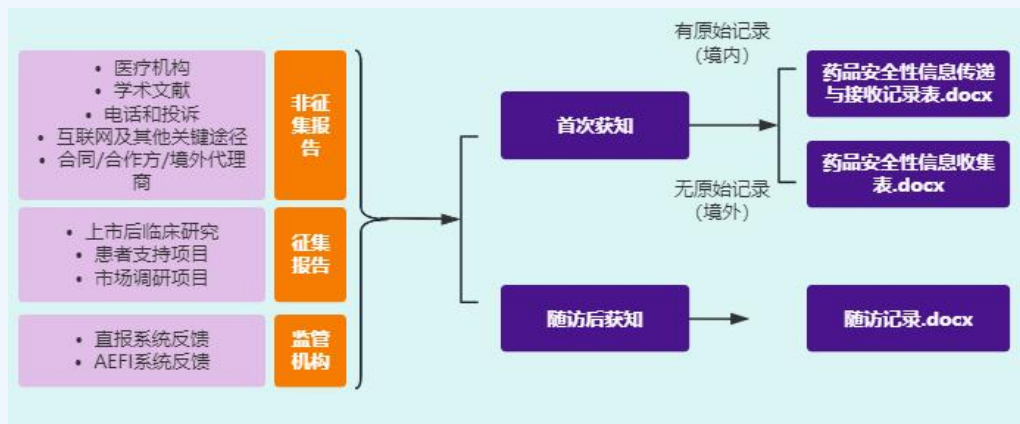 • 医疗机构
• 学术文献
• 电话和投诉
• 互联网及其他关键途径
• 合同/合作方/境外代理
商
非征
集报
告
• 上市后临床研究
• 患者支持项目
• 市场调研项目
征集
报告
• 直报系统反馈
• AEFI系统反馈
监管
机构
首次获知
有原始记录
（境内）
无原始记录
（境外）
药品安全性信息传递
与接收记录表.docx
药品安全性信息收集
表.docx
随访后获知
随访记录.docx